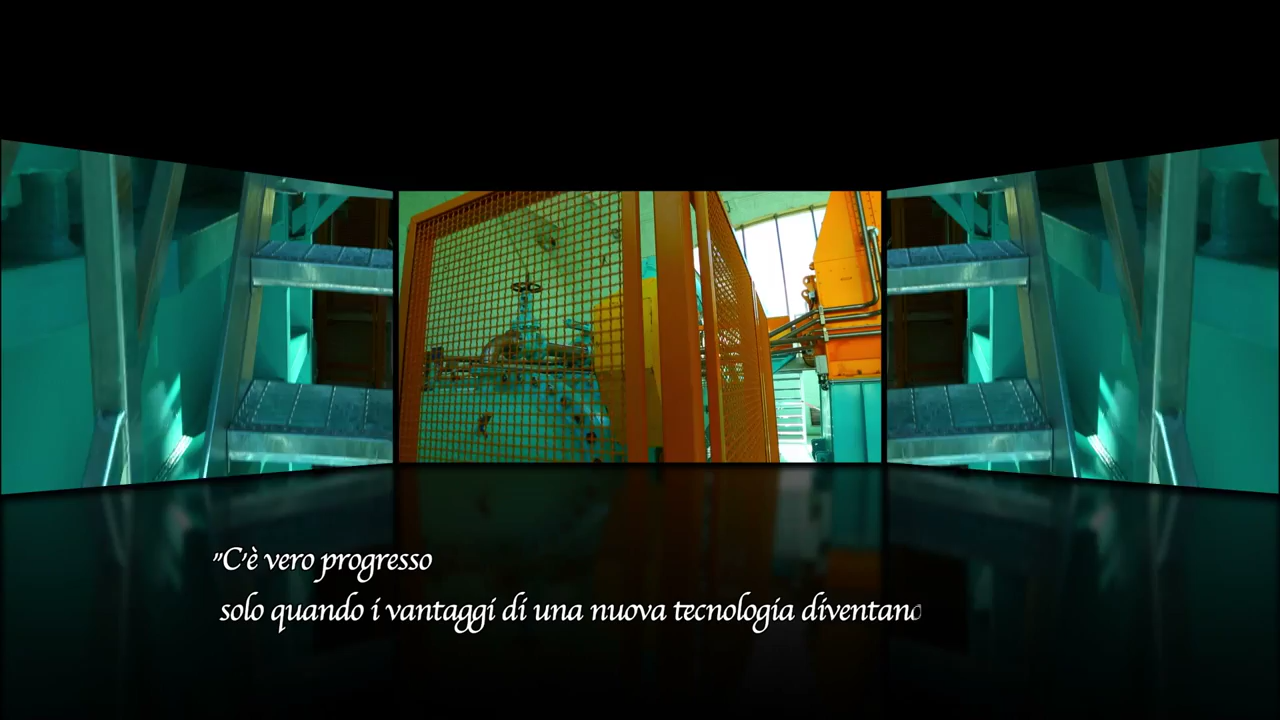 "C'è vero progresso
solo quando i vantaggi di una nuova tecnologia diventano